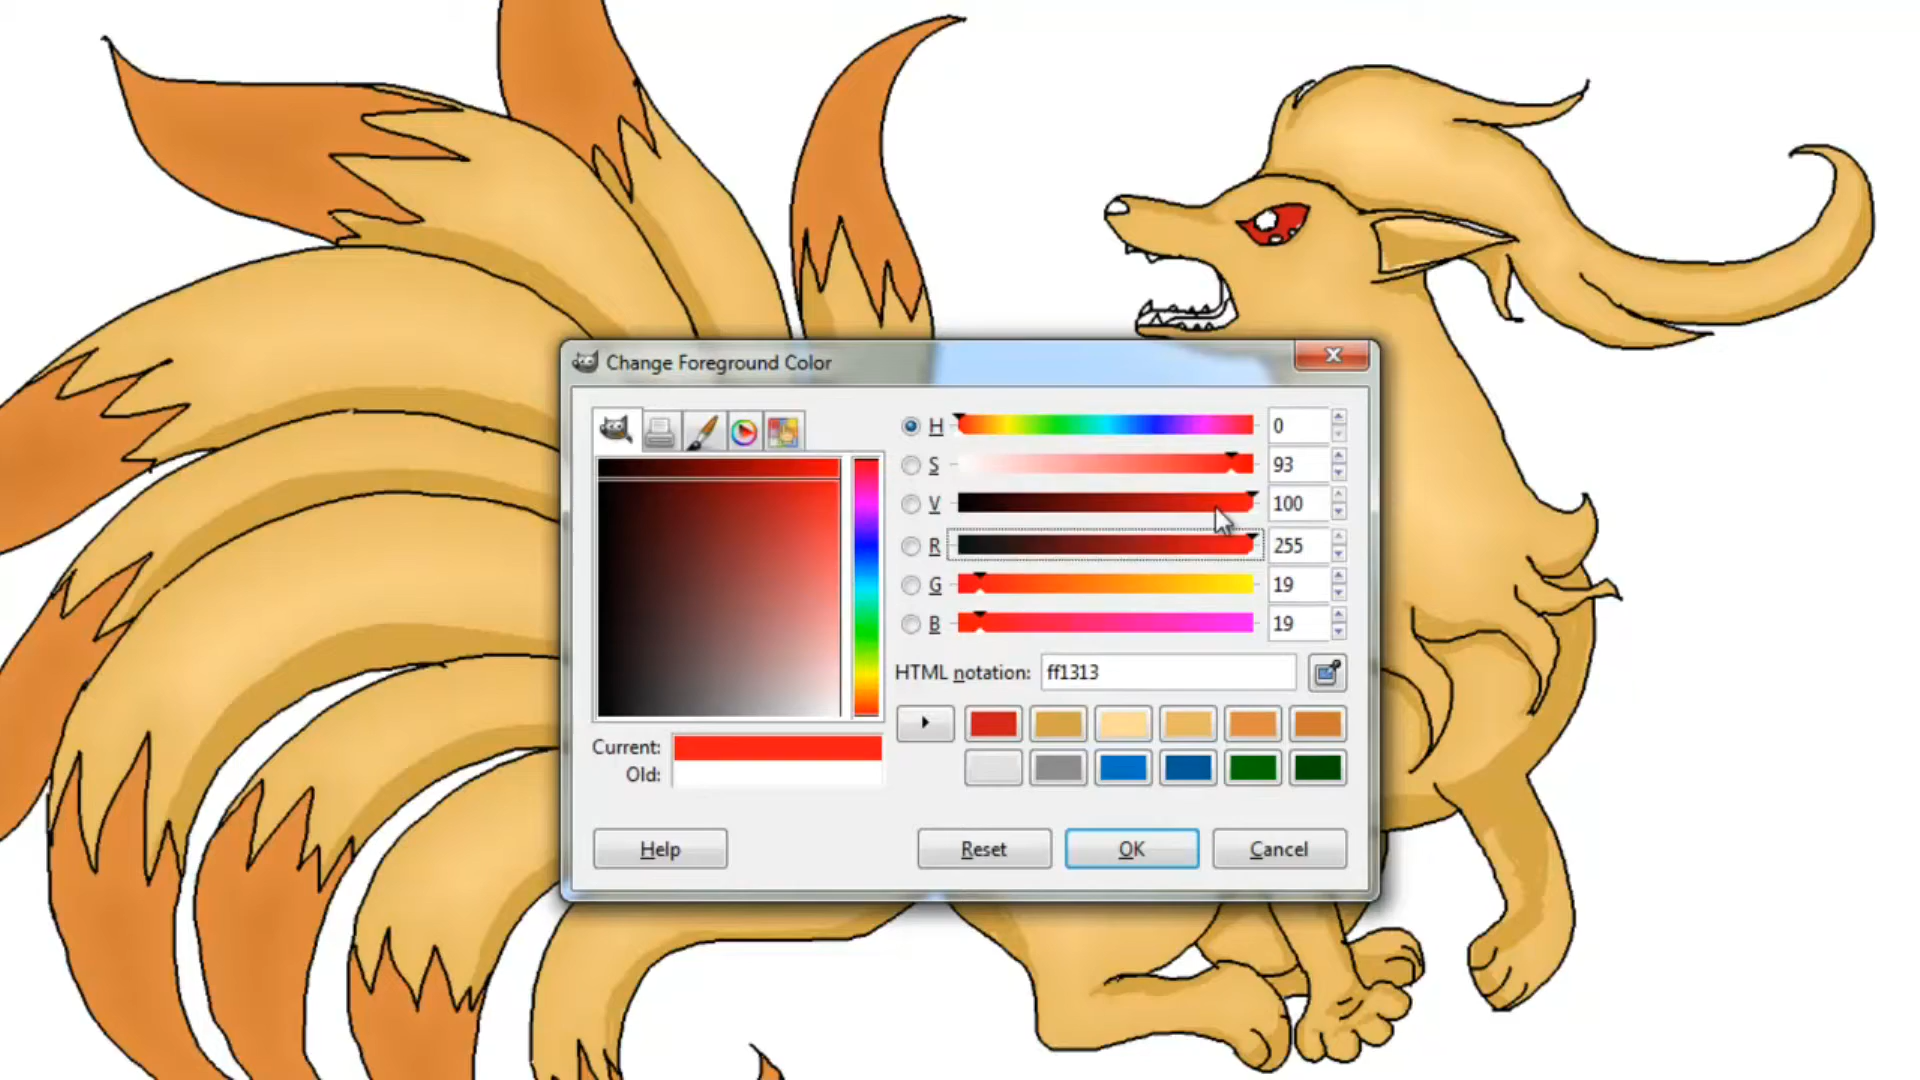 Change Foreground Color
H 0
S 93
V 100
R 255
G 19
B 19
HTML notation: ff1313
Current:
Old:
Help
Reset
OK
Cancel